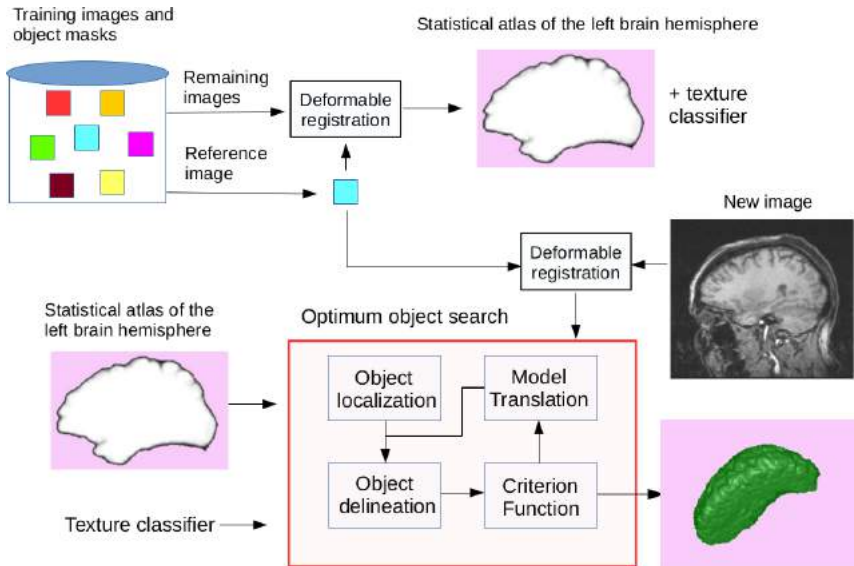 Training images and
object masks
Statistical atlas of the left brain hemisphere
Remaining
images
Deformable
registration
+ texture
classifier
Reference
image
New image
Deformable
registration
Statistical atlas of the
left brain hemisphere
Optimum object search
Object
localization
Model
Translation
Object
delineation
Criterion
Function
Texture classifier